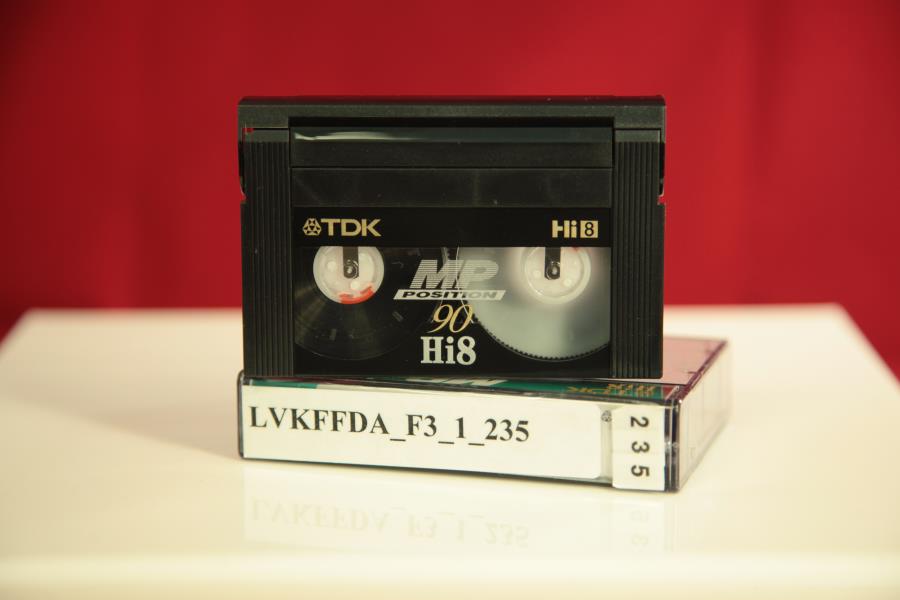 TDK
Hi8
MP
POSITION
90
Hi8
LVKFFDA_F3_1_235
235